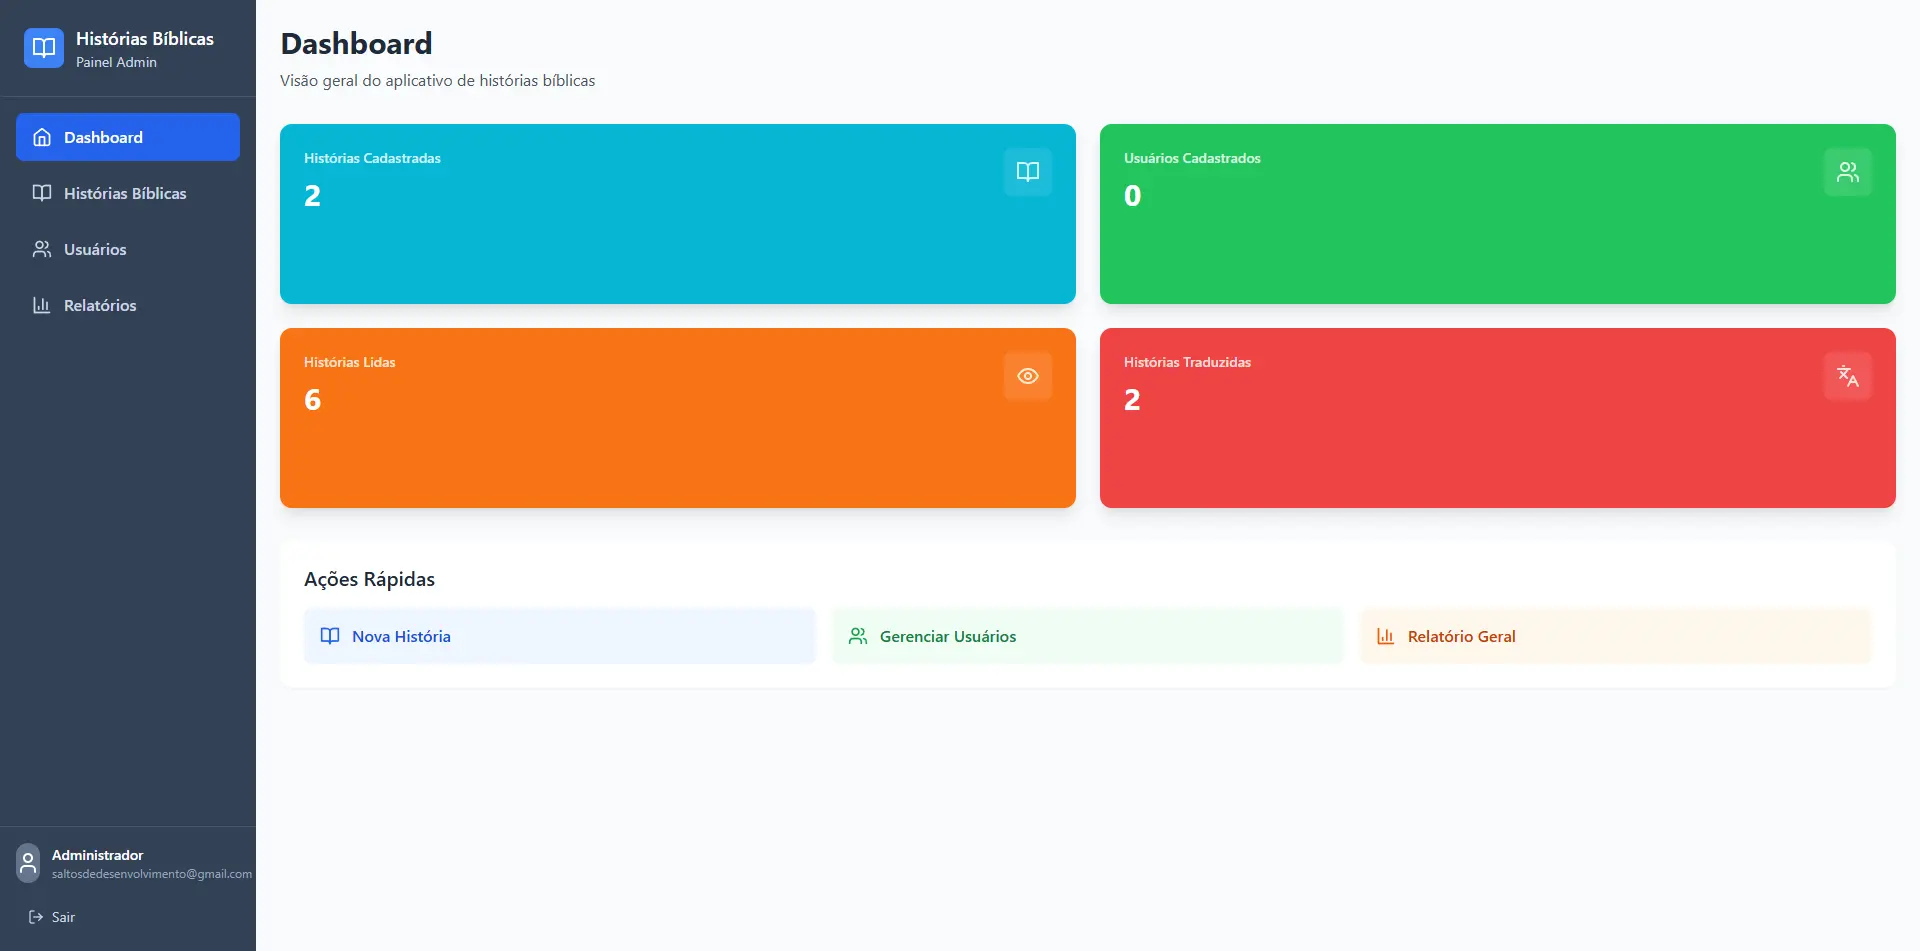 Histórias Bíblicas
Painel Admin
Dashboard
Histórias Bíblicas
Usuários
Relatórios
Administrador
saltosdedesenvolvimento@gmail.com
Sair
Dashboard
Visão geral do aplicativo de histórias bíblicas
Histórias Cadastradas
2
Usuários Cadastrados
0
Histórias Lidas
6
Histórias Traduzidas
2
Ações Rápidas
Nova História
Gerenciar Usuários
Relatório Geral